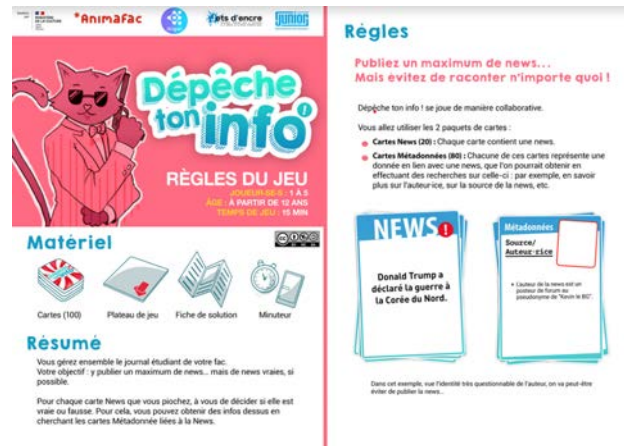 MINISTÈRE
DE LA CULTURE
*Animafac
Jets d'encre
JUNIOR
Dépêche
ton info!
RÈGLES DU JEU
JOUEUR·SE·S : 1 À 5
ÂGE : À PARTIR DE 12 ANS
TEMPS DE JEU : 15 MIN
Matériel
Cartes (100)
Plateau de jeu
Fiche de solution
Minuteur
Résumé
Vous gérez ensemble le journal étudiant de votre fac.
Votre objectif : y publier un maximum de news... mais de news vraies, si
possible.
Pour chaque carte News que vous piochez, à vous de décider si elle est
vraie ou fausse. Pour cela, vous pouvez obtenir des infos dessus en
cherchant les cartes Métadonnée liées à la News.
Règles
Publiez un maximum de news...
Mais évitez de raconter n'importe quoi !
Dépêche ton info ! se joue de manière collaborative.
Vous allez utiliser les 2 paquets de cartes :
Cartes News (20) : Chaque carte contient une news.
Cartes Métadonnées (80) : Chacune de ces cartes représente une
donnée en lien avec une news, que l'on pourrait obtenir en
effectuant des recherches sur celle-ci : par exemple, en savoir
plus sur l'auteur·ice, sur la source de la news, etc.
NEWS!
Donald Trump a
déclaré la guerre à
la Corée du Nord.
Métadonnées
Source/
Auteur·rice
L'auteur de la news est un
posteur de forum au
pseudonyme de "Kevin le BG".
Dans cet exemple, vue l'identité très questionnable de l'auteur, on va peut-être
éviter de publier la news...